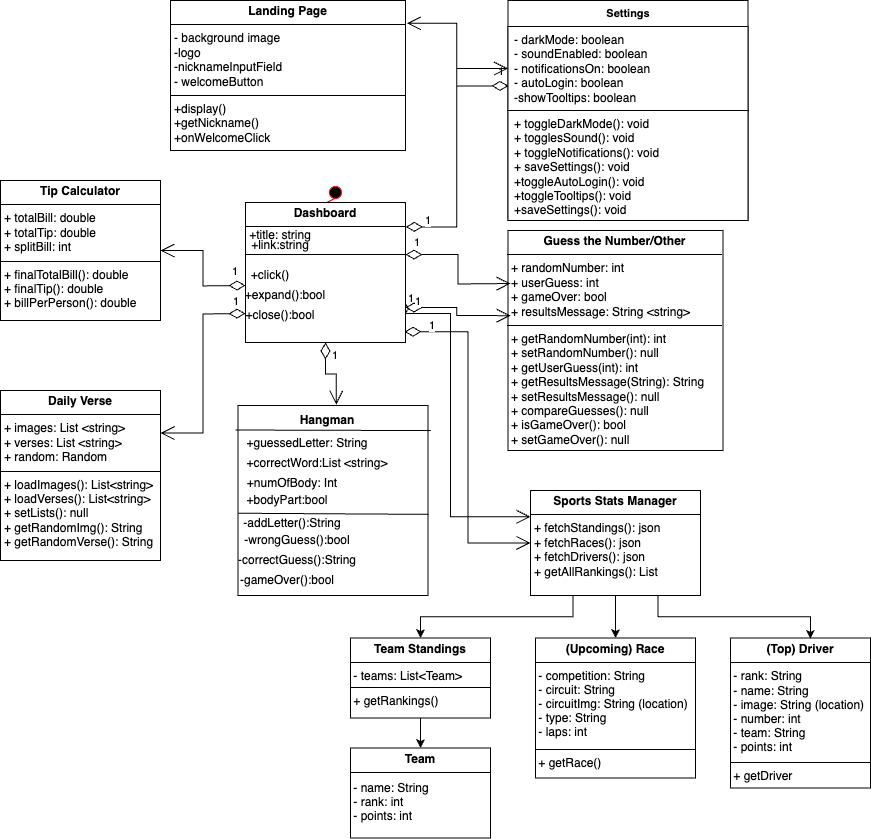 Landing Page
- background image
-logo
-nicknameInputField
- welcomeButton
+display()
+getNickname()
+onWelcomeClick
Settings
- darkMode: boolean
- soundEnabled: boolean
- notificationsOn: boolean
- autoLogin: boolean
-showTooltips: boolean
+ toggleDarkMode(): void
+ togglesSound(): void
+ toggleNotifications(): void
+ saveSettings(): void
+toggleAutoLogin(): void
+toggleTooltips(): void
+saveSettings(): void
Tip Calculator
+ totalBill: double
+ totalTip: double
+ splitBill: int
+ finalTotalBill(): double
+ finalTip(): double
+ billPerPerson(): double
Dashboard
+title: string
+link:string
+click()
+expand():bool
+close():bool
1
1
1
1
1
1
1
1
Guess the Number/Other
+ randomNumber: int
+ userGuess: int
+ gameOver: bool
+ resultsMessage: String <string>
+ getRandomNumber(int): int
+ setRandomNumber(): null
+ getUserGuess(int): int
+ getResultsMessage(String): String
+ setResultsMessage(): null
+ compareGuesses(): null
+ isGameOver(): bool
+ setGameOver(): null
Daily Verse
+ images: List <string>
+ verses: List <string>
+ random: Random
+ loadImages(): List<string>
+ loadVerses(): List<string>
+ setLists(): null
+ getRandomImg(): String
+ getRandomVerse(): String
Hangman
+guessedLetter: String
+correctWord:List <string>
+numOfBody: Int
+bodyPart:bool
-addLetter():String
-wrongGuess():bool
-correctGuess():String
-gameOver():bool
Sports Stats Manager
+ fetchStandings(): json
+ fetchRaces(): json
+ fetchDrivers(): json
+ getAllRankings(): List
Team Standings
- teams: List<Team>
+ getRankings()
(Upcoming) Race
- competition: String
- circuit: String
- circuitImg: String (location)
- type: String
- laps: int
+ getRace()
(Top) Driver
- rank: String
- name: String
- image: String (location)
- number: int
- team: String
- points: int
+ getDriver
Team
- name: String
- rank: int
- points: int